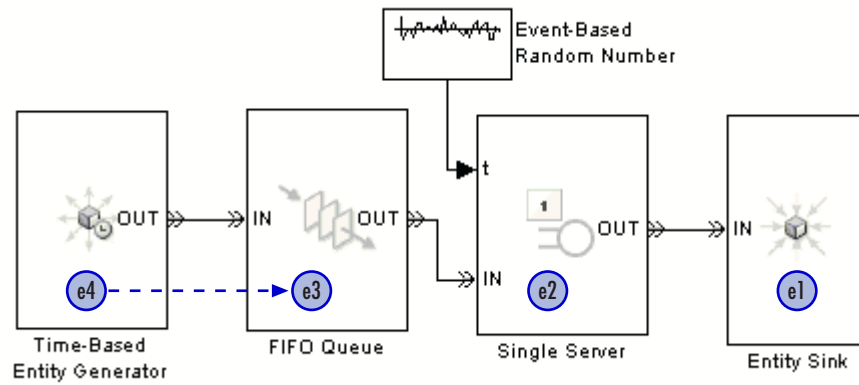 Event-Based
Random Number
OUT
IN
OUT
t
IN
1
OUT
IN
e4
e3
e2
e1
Time-Based
Entity Generator
FIFO Queue
Single Server
Entity Sink